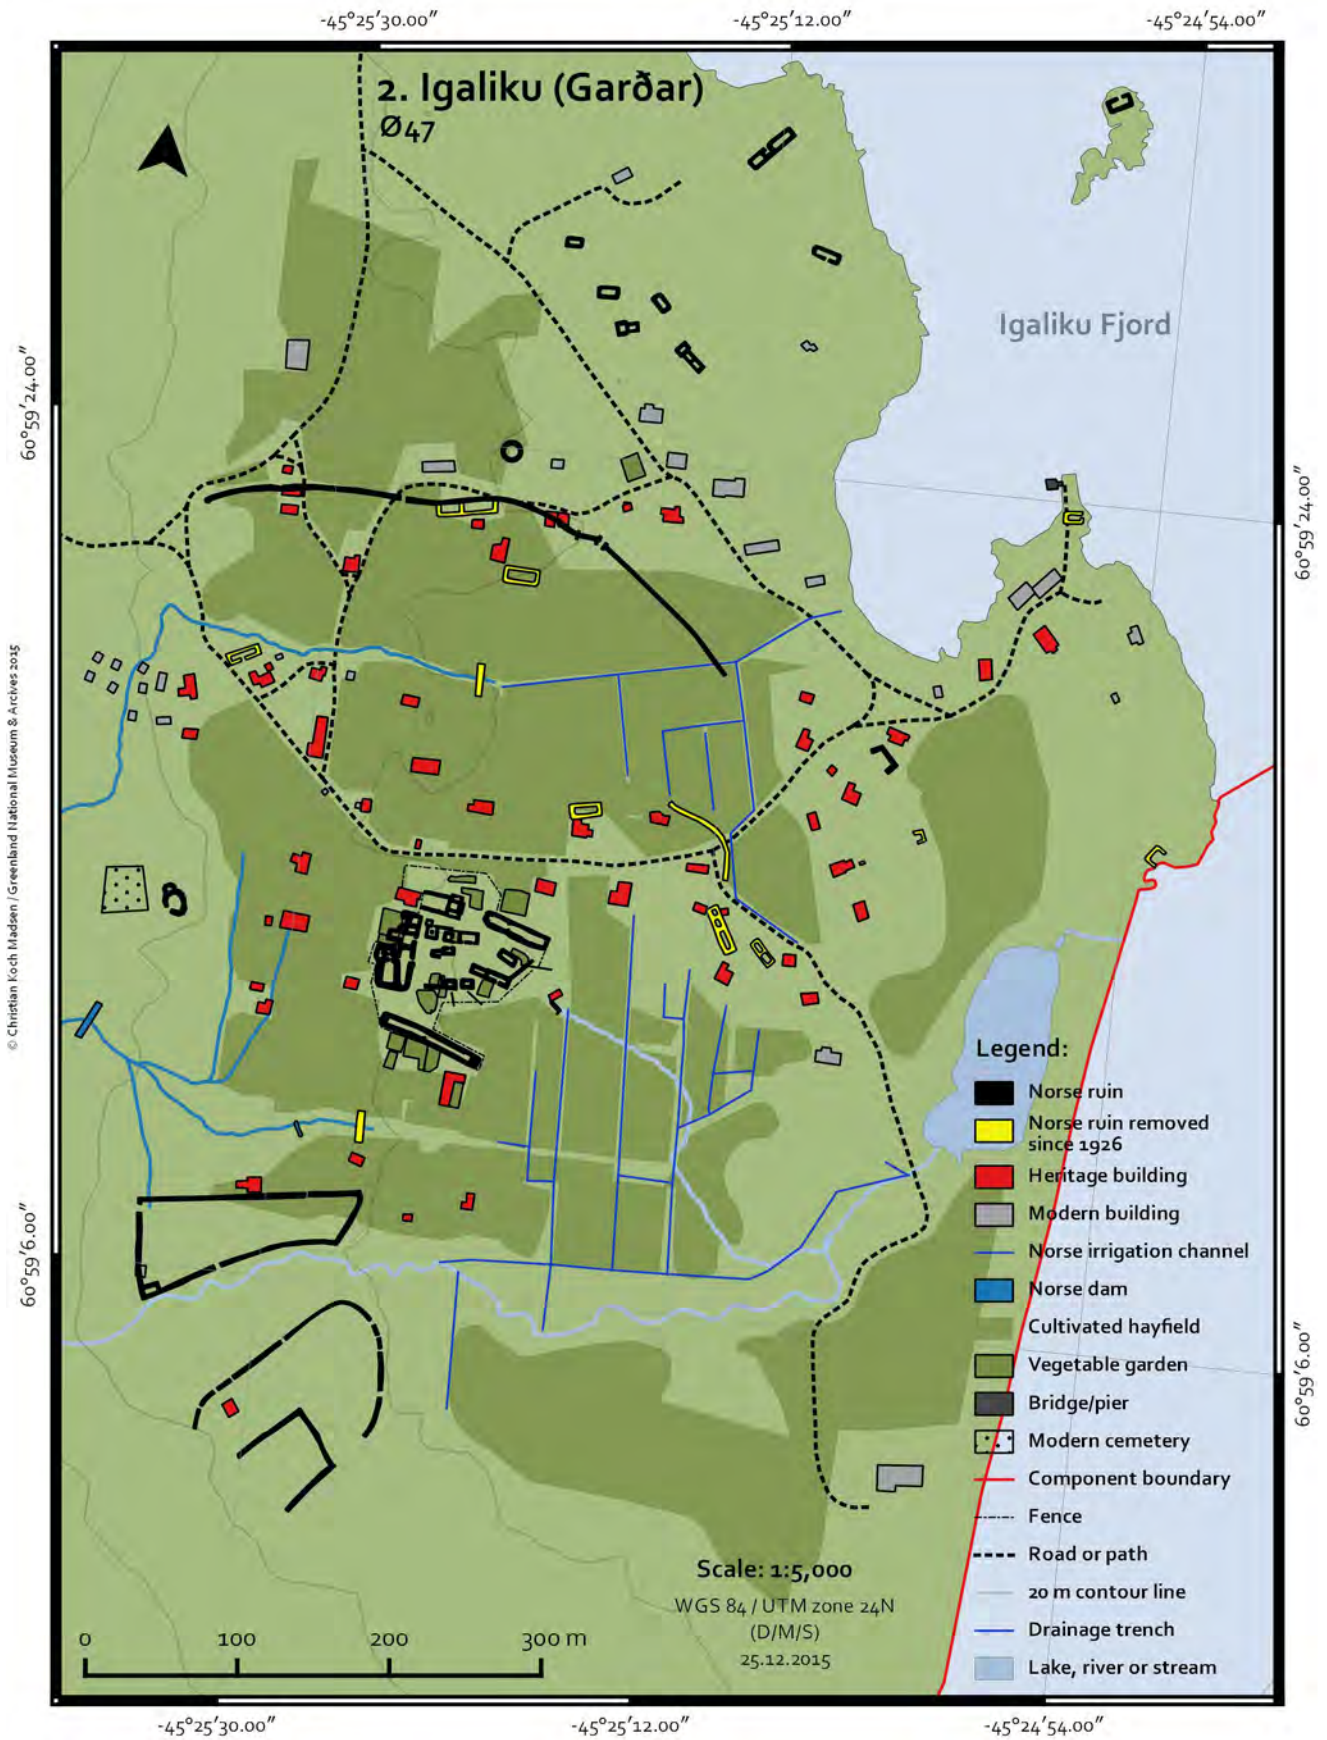 -45°25′30.00″
-45°25′12.00″
-45°24′54.00″
2. Igaliku (Garðar)
Ø47
Igaliku Fjord
60°59′24.00″
60°59′24.00″
© Christian Koch Madsen / Greenland National Museum & Arcives 2015
Legend:
Norse ruin
Norse ruin removed
since 1926
Heritage building
Modern building
Norse irrigation channel
Norse dam
Cultivated hayfield
Vegetable garden
Bridge/pier
Modern cemetery
Component boundary
Fence
Road or path
20 m contour line
Drainage trench
Lake, river or stream
60°59′6.00″
60°59′6.00″
Scale: 1:5,000
WGS 84 / UTM zone 24N
(D/M/S)
25.12.2015
0 100 200 300 m
-45°25′30.00″
-45°25′12.00″
-45°24′54.00″